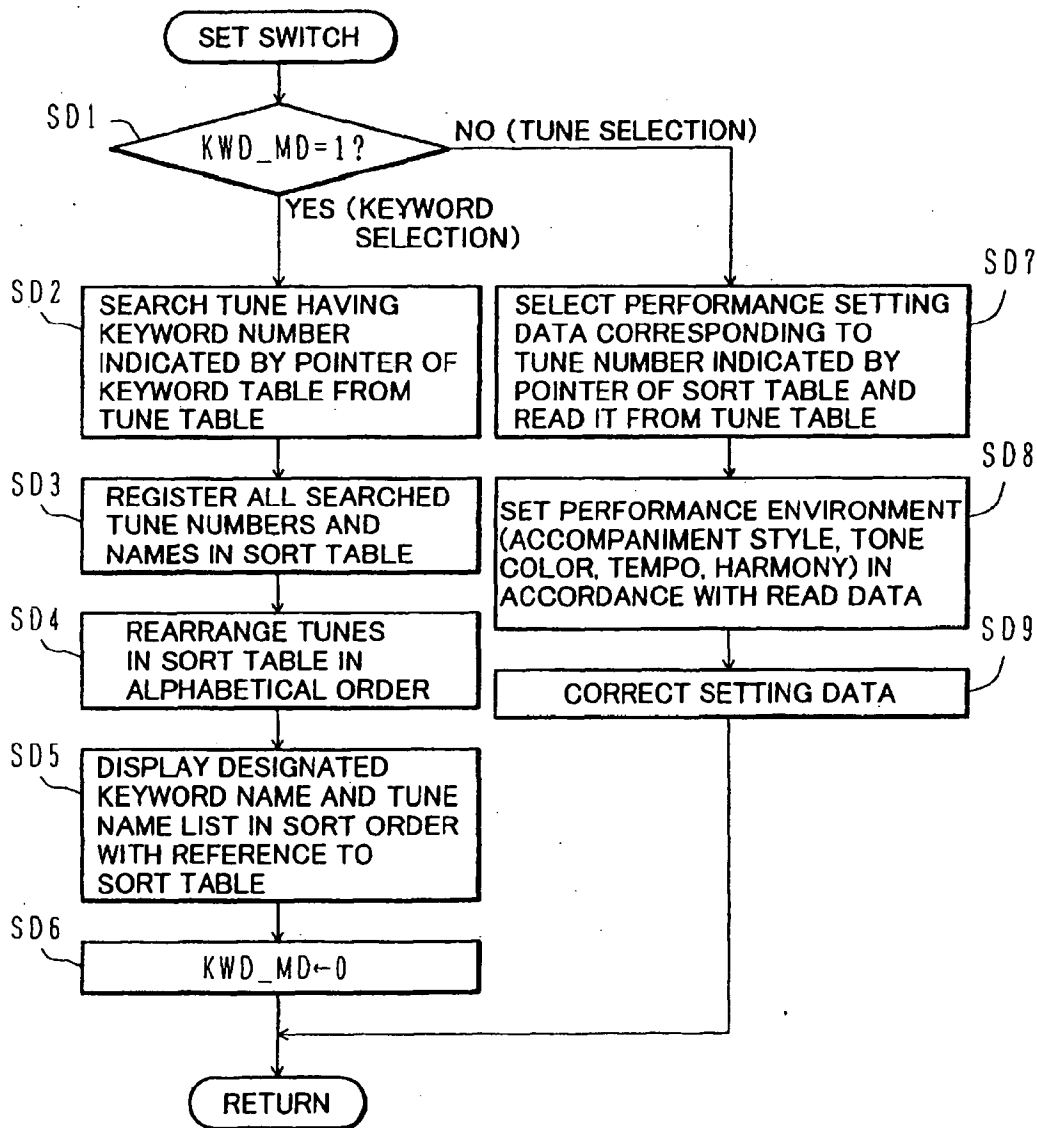 SET SWITCH
SD1
KWD_MD=1?
NO (TUNE SELECTION)
YES (KEYWORD
SELECTION)
SD2
SEARCH TUNE HAVING
KEYWORD NUMBER
INDICATED BY POINTER OF
KEYWORD TABLE FROM
TUNE TABLE
SD3
REGISTER ALL SEARCHED
TUNE NUMBERS AND
NAMES IN SORT TABLE
SD4
REARRANGE TUNES
IN SORT TABLE IN
ALPHABETICAL ORDER
SD5
DISPLAY DESIGNATED
KEYWORD NAME AND TUNE
NAME LIST IN SORT ORDER
WITH REFERENCE TO
SORT TABLE
SD6
KWD_MD←0
SD7
SELECT PERFORMANCE SETTING
DATA CORRESPONDING TO
TUNE NUMBER INDICATED BY
POINTER OF SORT TABLE AND
READ IT FROM TUNE TABLE
SD8
SET PERFORMANCE ENVIRONMENT
(ACCOMPANIMENT STYLE, TONE
COLOR, TEMPO, HARMONY) IN
ACCORDANCE WITH READ DATA
SD9
CORRECT SETTING DATA
RETURN